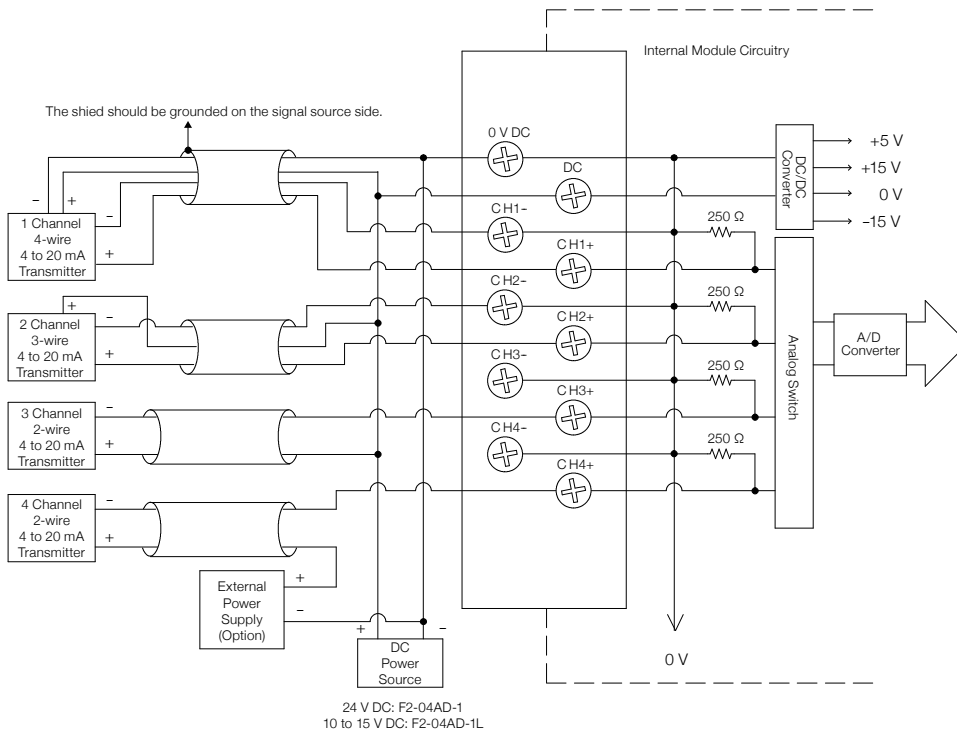 Internal Module Circuitry
The shied should be grounded on the signal source side.
0 V DC
DC
DC/DC
Converter
+5 V
+15 V
0 V
-15 V
- +
-
+
1 Channel
4-wire
4 to 20 mA
Transmitter
CH1-
CH1+
250 Ω
+
-
+
2 Channel
3-wire
4 to 20 mA
Transmitter
CH2-
CH2+
250 Ω
Analog Switch
A/D
Converter
-
+
3 Channel
2-wire
4 to 20 mA
Transmitter
CH3-
CH3+
250 Ω
-
+
4 Channel
2-wire
4 to 20 mA
Transmitter
CH4-
CH4+
250 Ω
External
Power
Supply
(Option)
+
-
+ -
DC
Power
Source
0 V
24 V DC: F2-04AD-1
10 to 15 V DC: F2-04AD-1L